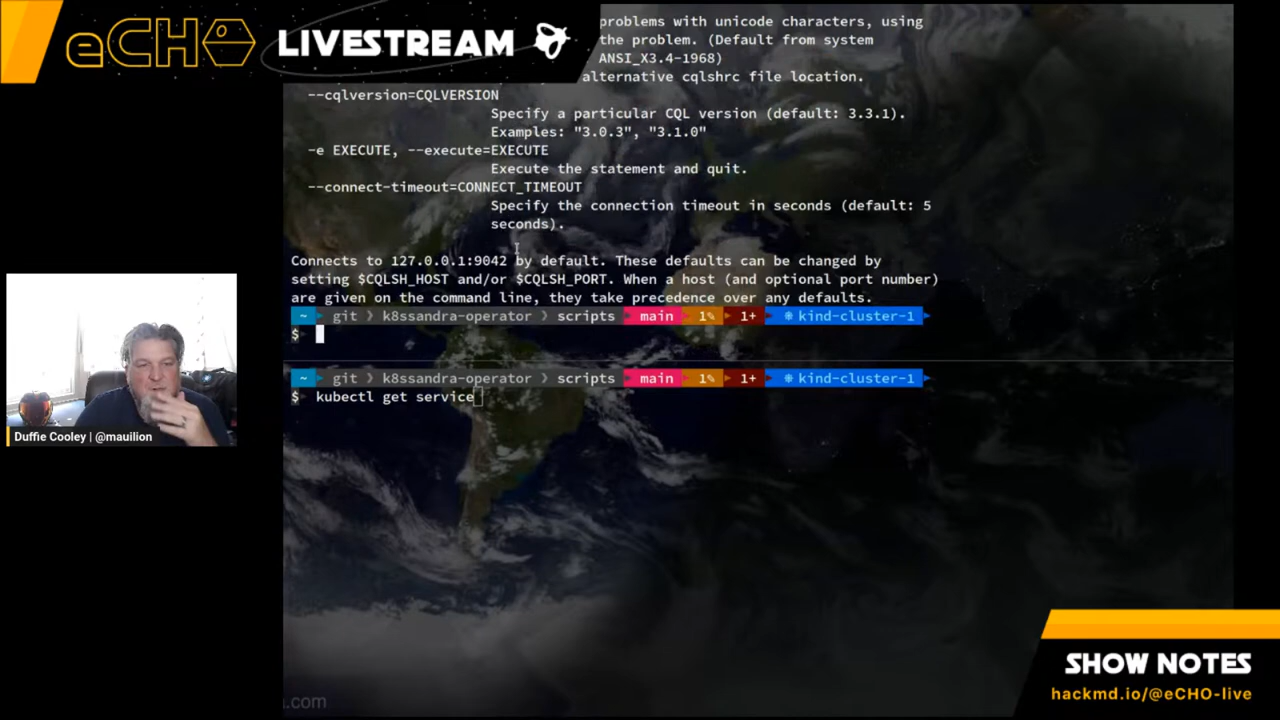 eCHO LIVESTREAM
problems with unicode characters, using
the problem. (Default from system
ANSI_X3.4-1968)
alternative cqlshrc file location.
--cqlversion=CQLVERSION
Specify a particular CQL version (default: 3.3.1).
Examples: "3.0.3", "3.1.0"
-e EXECUTE, --execute=EXECUTE
Execute the statement and quit.
--connect-timeout=CONNECT_TIMEOUT
Specify the connection timeout in seconds (default: 5
seconds).
Connects to 127.0.0.1:9042 by default. These defaults can be changed by
setting $CQLSH_HOST and/or $CQLSH_PORT. When a host (and optional port number)
are given on the command line, they take precedence over any defaults.
~ git ❯ k8ssandra-operator ❯ scripts main 1% 1+ ⎈ kind-cluster-1
$
~ git ❯ k8ssandra-operator ❯ scripts main 1% 1+ ⎈ kind-cluster-1
$ kubectl get service
Duffie Cooley | @mauilion
SHOW NOTES
hackmd.io/@eCHO-live
.com